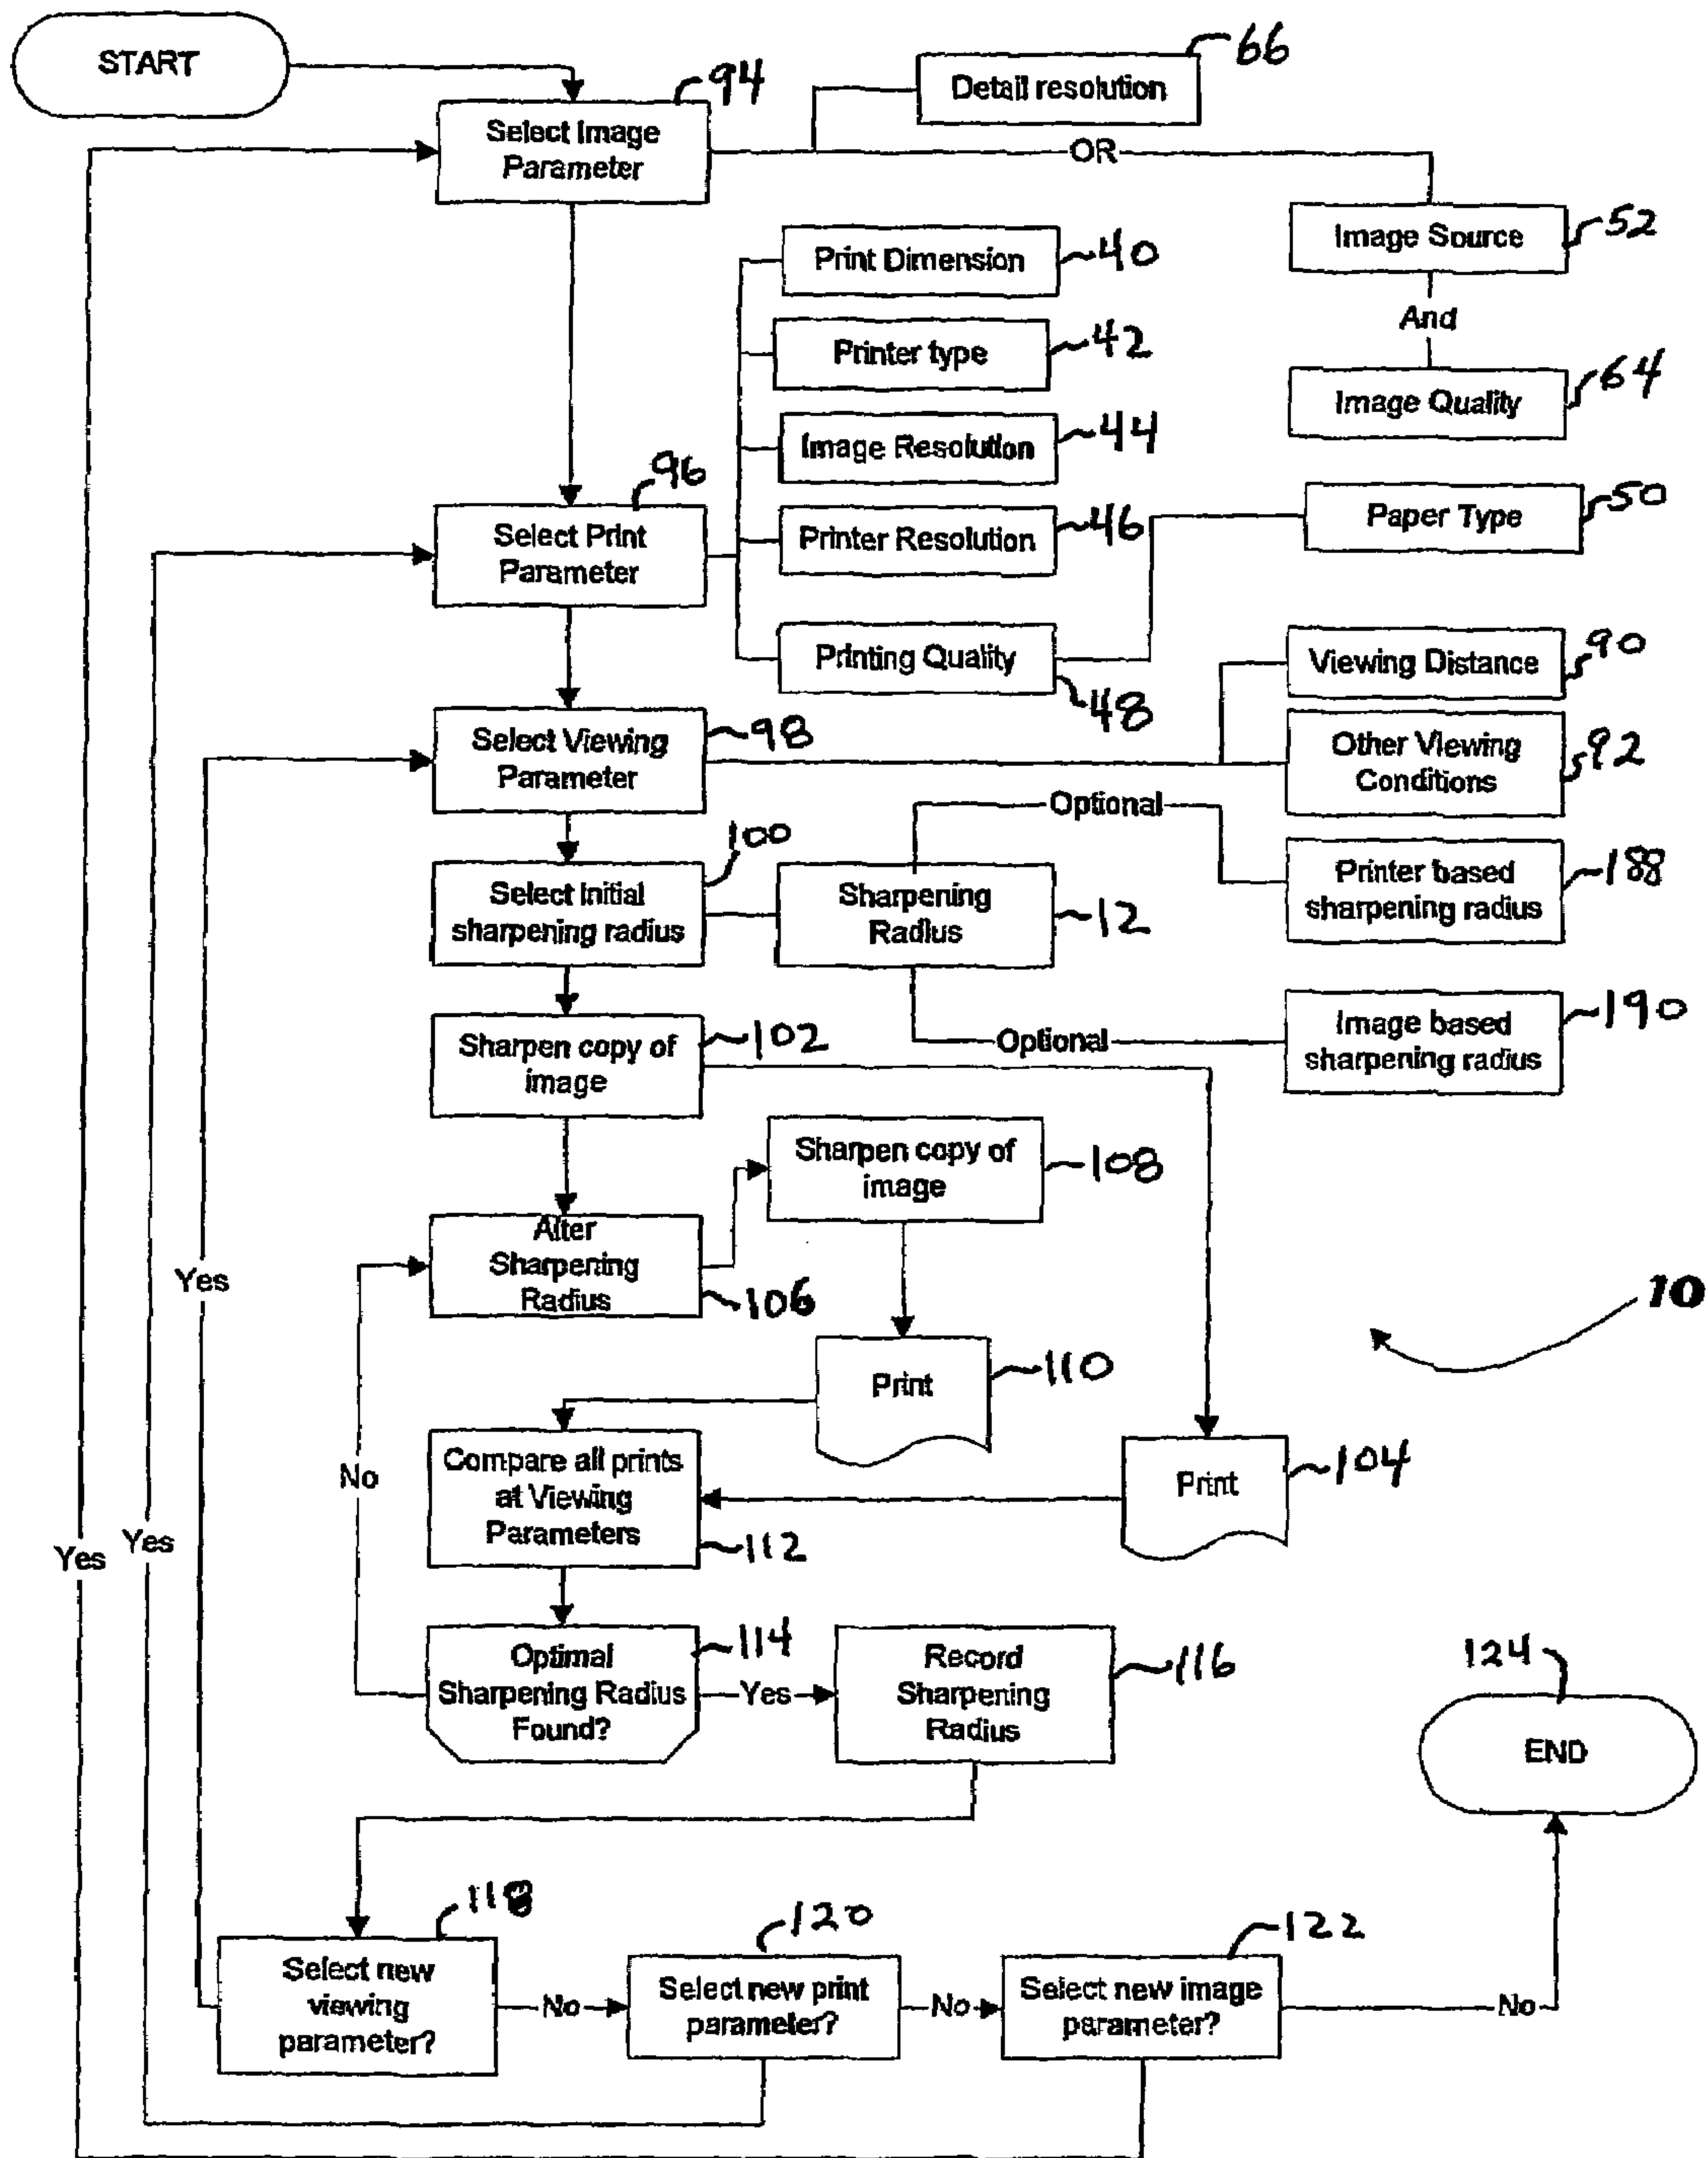 START
94
Select Image
Parameter
66
Detail resolution
OR
Image Source
52
And
Image Quality
64
Print Dimension
40
Printer type
42
Image Resolution
44
96
Select Print
Parameter
Printer Resolution
46
Paper Type
50
Printing Quality
48
Select Viewing
Parameter
98
Viewing Distance
90
Other Viewing
Conditions
92
Optional
100
Select Initial
sharpening radius
Sharpening
Radius
12
Printer based
sharpening radius
188
Optional
Image based
sharpening radius
190
Sharpen copy of
image
102
Sharpen copy of
image
108
Alter
Sharpening
Radius
106
Yes
10
Print
110
No
Compare all prints
at Viewing
Parameters
112
Print
104
Yes
Yes
Optimal
Sharpening Radius
Found?
114
Yes
Record
Sharpening
Radius
116
124
END
118
Select new
viewing
parameter?
No
120
Select new print
parameter?
No
122
Select new image
parameter?
No